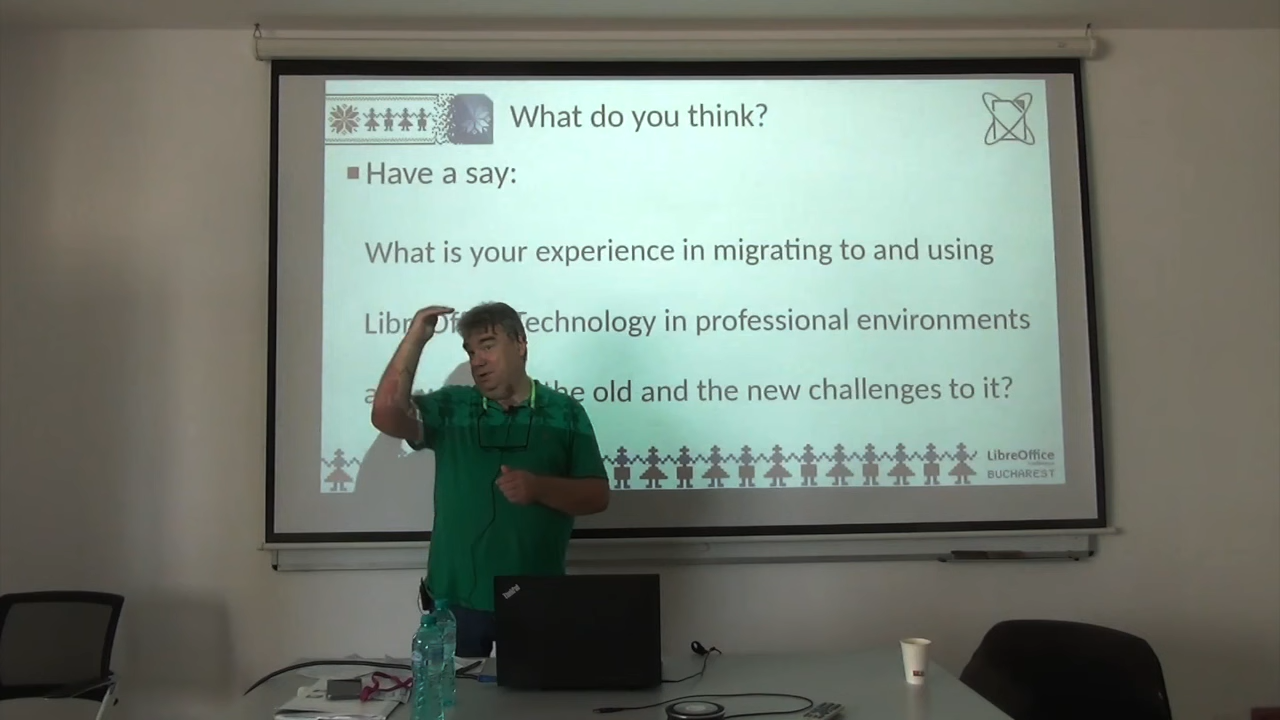 What do you think?
Have a say:
What is your experience in migrating to and using
Technology in professional environments
the old and the new challenges to it?
LibreOffice
BUCHAREST
ThinkPad